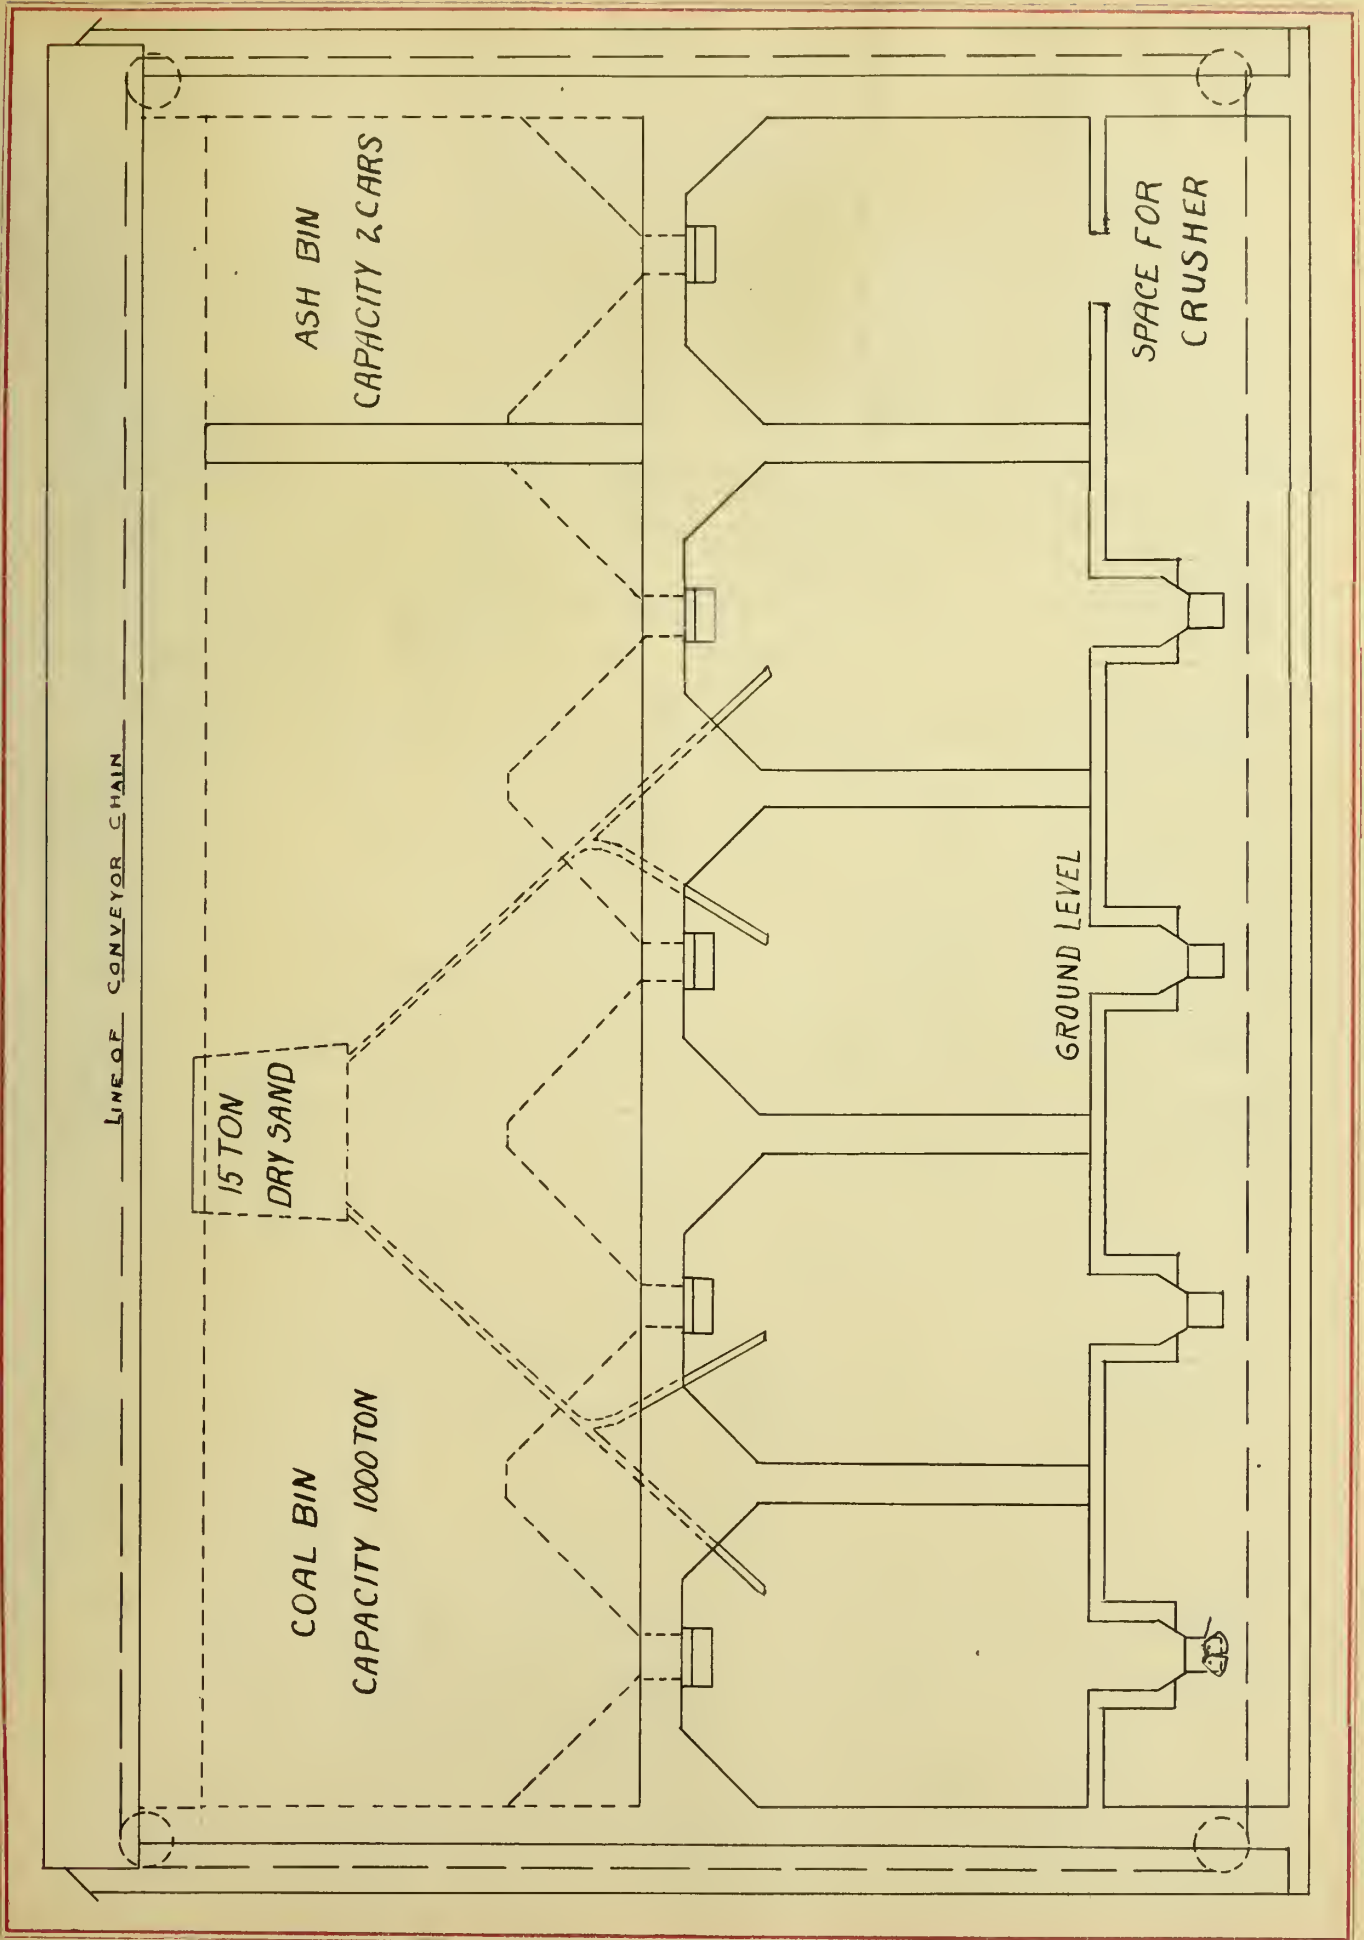 LINE OF CONVEYOR CHAIN
15 TON
DRY SAND
COAL BIN
CAPACITY 1000 TON
ASH BIN
CAPACITY 2 CARS
GROUND LEVEL
SPACE FOR
CRUSHER